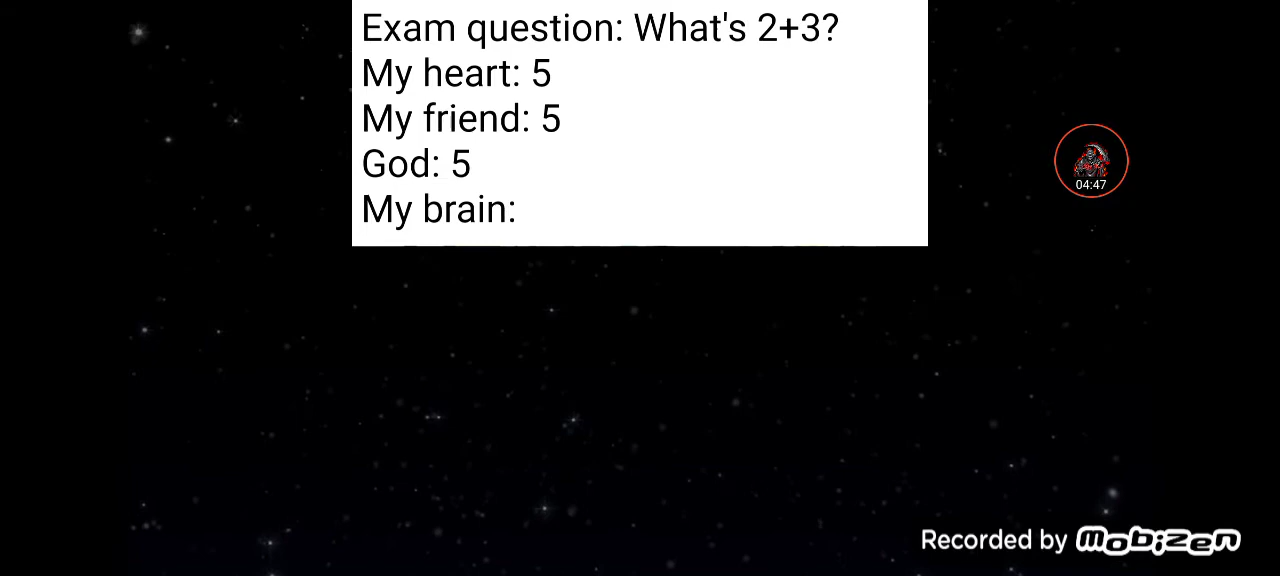 Exam question: What's 2+3?
My heart: 5
My friend: 5
God: 5
My brain:
04:47
Recorded by mobizen